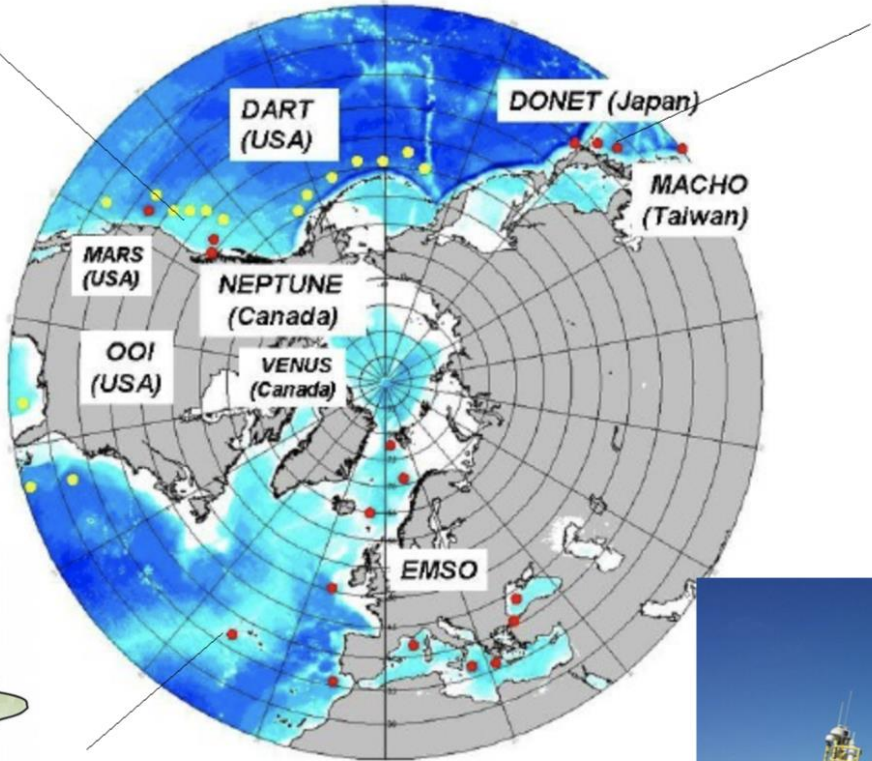 DART
(USA)
DONET (Japan)
MACHO
(Taiwan)
MARS
(USA)
NEPTUNE
(Canada)
OOI
(USA)
VENUS
(Canada)
EMSO